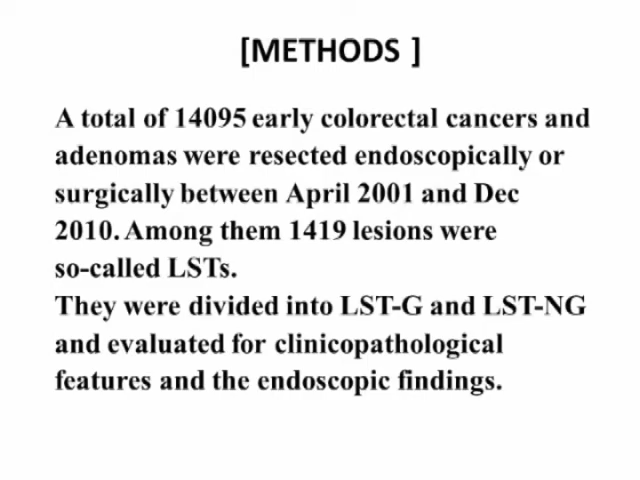 [METHODS ]
A total of 14095 early colorectal cancers and
adenomas were resected endoscopically or
surgically between April 2001 and Dec
2010. Among them 1419 lesions were
so-called LSTs.
They were divided into LST-G and LST-NG
and evaluated for clinicopathological
features and the endoscopic findings.